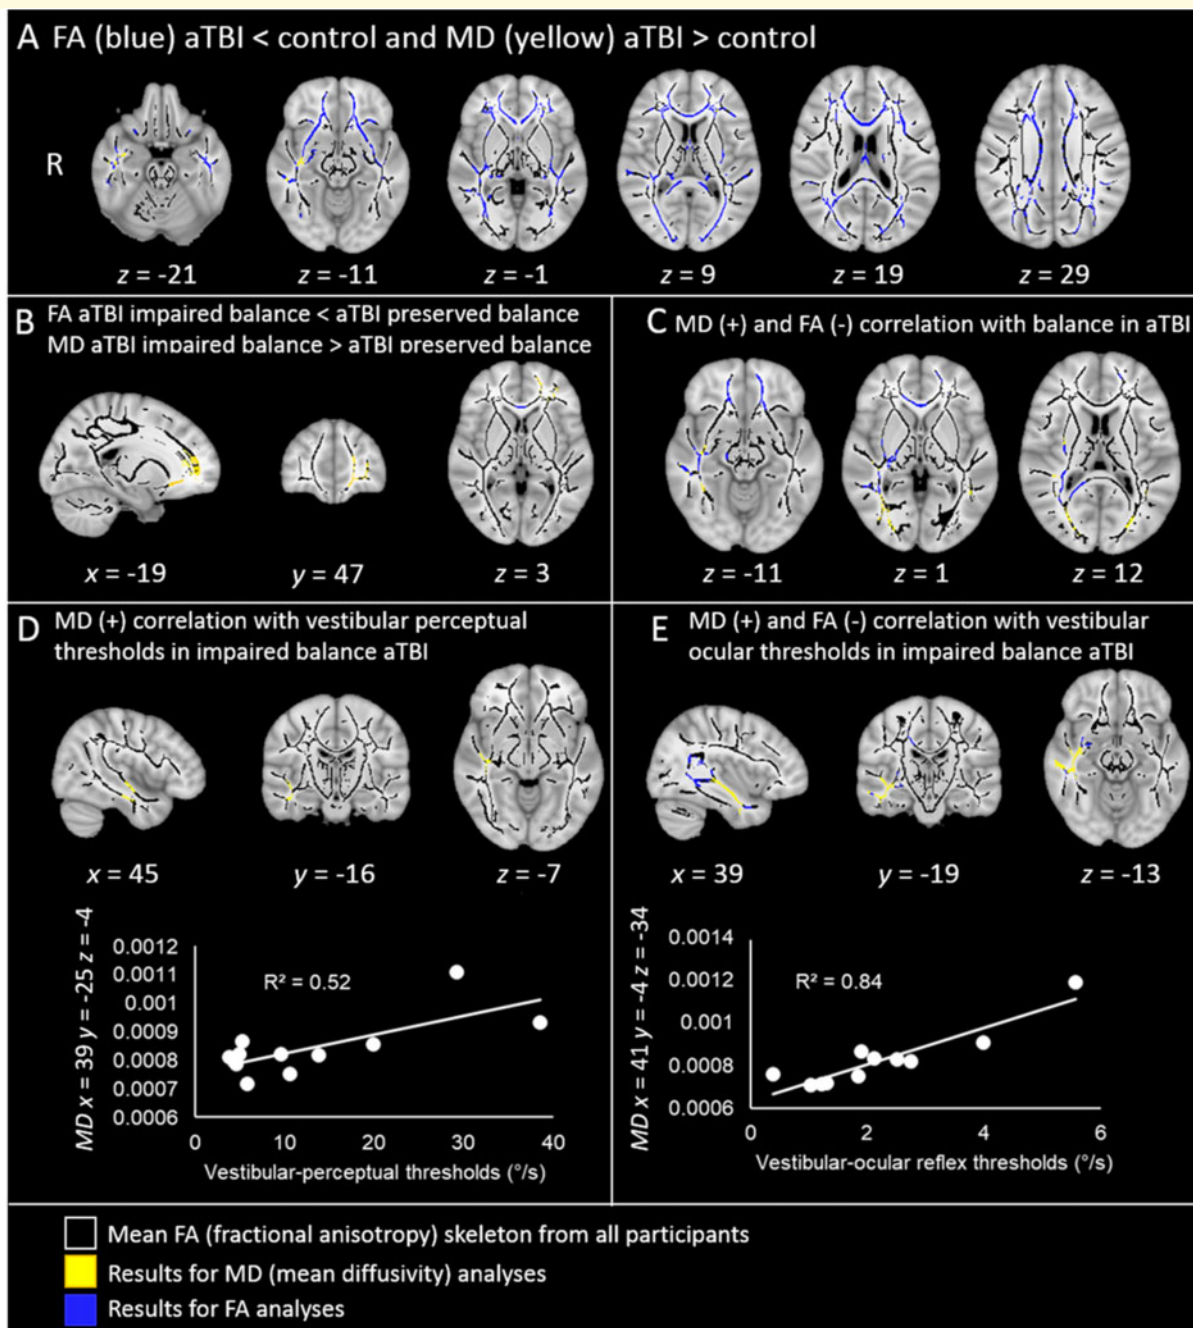 A FA (blue) aTBI < control and MD (yellow) aTBI > control
R
z = -21 z = -11 z = -1 z = 9 z = 19 z = 29
B FA aTBI impaired balance < aTBI preserved balance
MD aTBI impaired balance > aTBI preserved balance
x = -19 y = 47 z = 3
C MD (+) and FA (-) correlation with balance in aTBI
z = -11 z = 1 z = 12
D MD (+) correlation with vestibular perceptual
thresholds in impaired balance aTBI
x = 45 y = -16 z = -7
MD x = 39 y = -25 z = -4
0.0012
0.0011
0.001
0.0009
0.0008
0.0007
0.0006
R² = 0.52
0 10 20 30 40
Vestibular-perceptual thresholds (°/s)
E MD (+) and FA (-) correlation with vestibular
ocular thresholds in impaired balance aTBI
x = 39 y = -19 z = -13
MD x = 41 y = -4 z = -34
0.0014
0.0012
0.001
0.0008
0.0006
R² = 0.84
0 2 4 6
Vestibular-ocular reflex thresholds (°/s)
Mean FA (fractional anisotropy) skeleton from all participants
Results for MD (mean diffusivity) analyses
Results for FA analyses